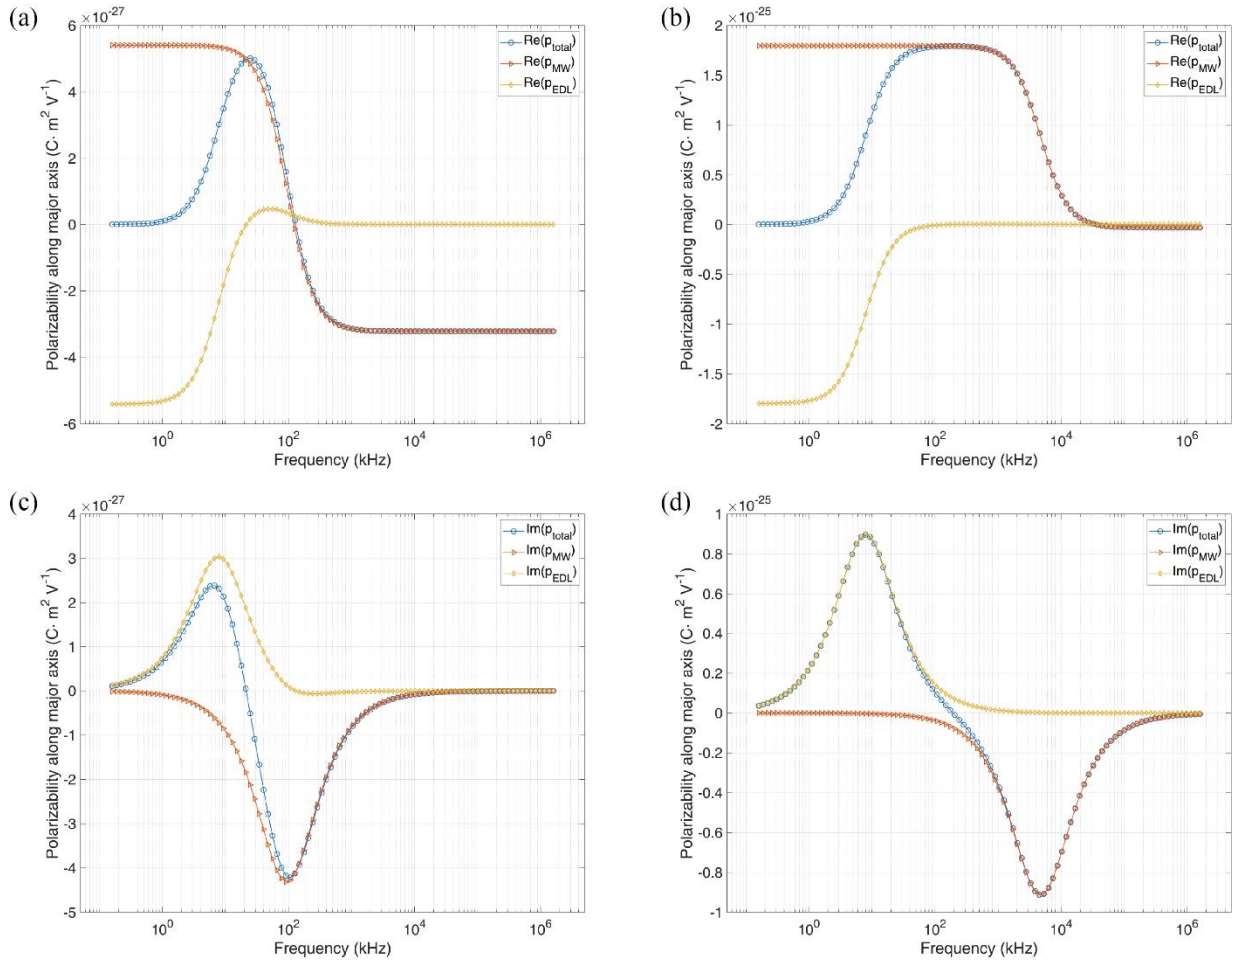 (a)
×10⁻²⁷
6
4
2
0
-2
-4
-6
Polarizability along major axis (C· m² V⁻¹)
10⁰
10²
10⁴
10⁶
Frequency (kHz)
Re(p_total)
Re(p_MW)
Re(p_EDL)
(b)
×10⁻²⁵
2
1.5
1
0.5
0
-0.5
-1
-1.5
-2
Polarizability along major axis (C· m² V⁻¹)
10⁰
10²
10⁴
10⁶
Frequency (kHz)
Re(p_total)
Re(p_MW)
Re(p_EDL)
(c)
×10⁻²⁷
4
3
2
1
0
-1
-2
-3
-4
-5
Polarizability along major axis (C· m² V⁻¹)
10⁰
10²
10⁴
10⁶
Frequency (kHz)
Im(p_total)
Im(p_MW)
Im(p_EDL)
(d)
×10⁻²⁵
1
0.8
0.6
0.4
0.2
0
-0.2
-0.4
-0.6
-0.8
-1
Polarizability along major axis (C· m² V⁻¹)
10⁰
10²
10⁴
10⁶
Frequency (kHz)
Im(p_total)
Im(p_MW)
Im(p_EDL)